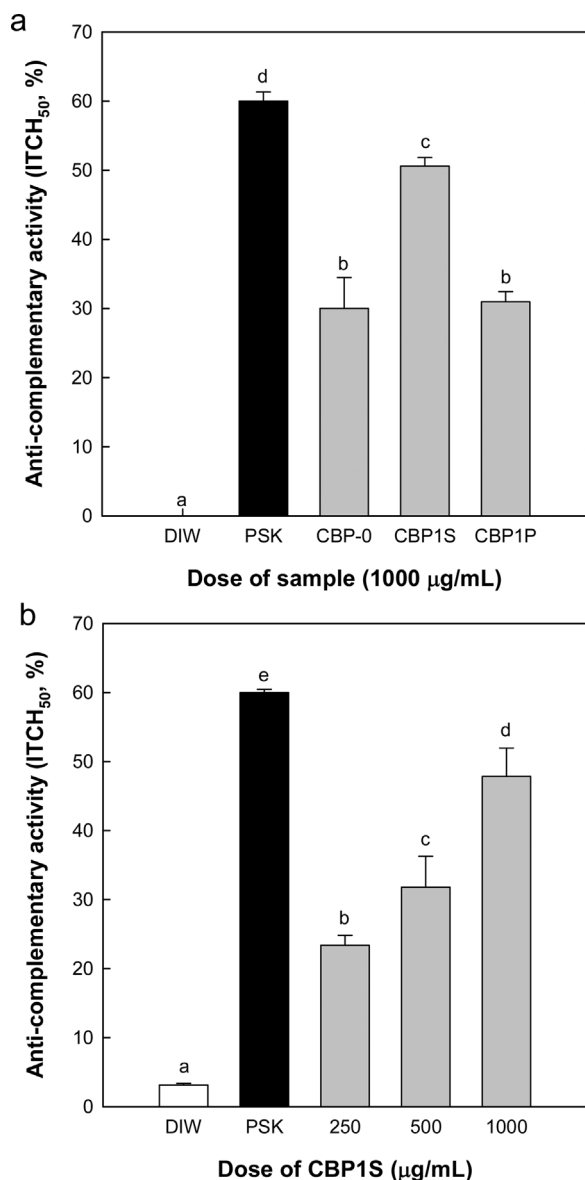 a
Anti-complementary activity (ITCH50, %)
70
60
50
40
30
20
10
0
a
d
b
c
b
DIW PSK CBP-0 CBP1S CBP1P
Dose of sample (1000 μg/mL)
b
Anti-complementary activity (ITCH50, %)
70
60
50
40
30
20
10
0
a
e
b
c
d
DIW PSK 250 500 1000
Dose of CBP1S (μg/mL)